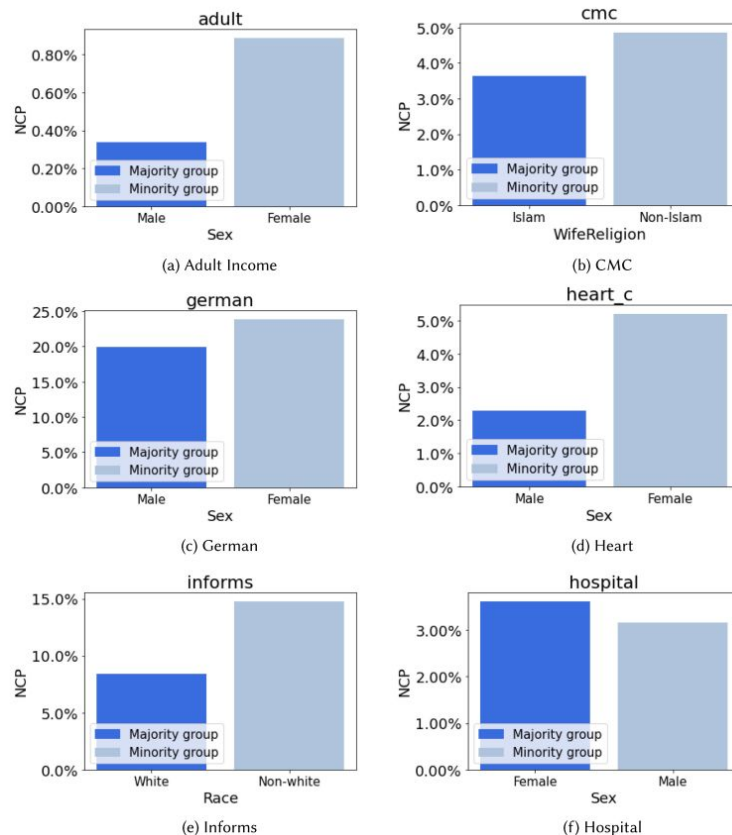 adult
0.80%
0.60%
0.40%
0.20%
0.00%
NCP
Majority group
Minority group
Male Female
Sex
(a) Adult Income
cmc
5.0%
4.0%
3.0%
2.0%
1.0%
0.0%
NCP
Majority group
Minority group
Islam Non-Islam
WifeReligion
(b) CMC
german
25.0%
20.0%
15.0%
10.0%
5.0%
0.0%
NCP
Majority group
Minority group
Male Female
Sex
(c) German
heart_c
5.0%
4.0%
3.0%
2.0%
1.0%
0.0%
NCP
Majority group
Minority group
Male Female
Sex
(d) Heart
informs
15.0%
10.0%
5.0%
0.0%
NCP
Majority group
Minority group
White Non-white
Race
(e) Informs
hospital
3.00%
2.00%
1.00%
0.00%
NCP
Majority group
Minority group
Female Male
Sex
(f) Hospital